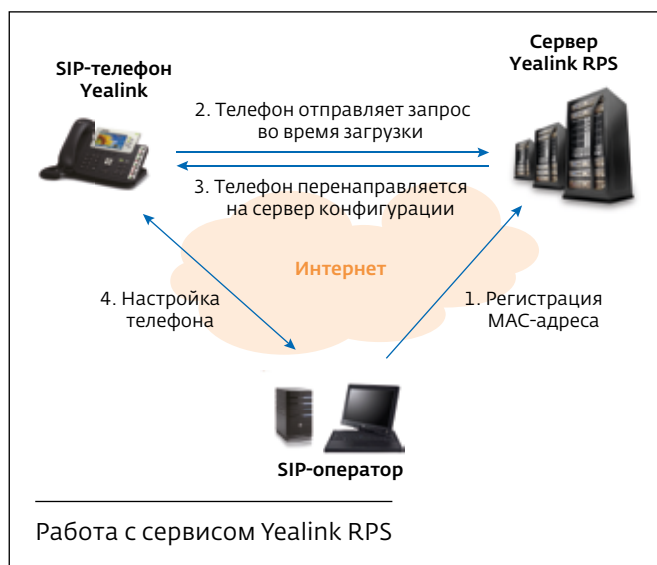 SIP-телефон
Yealink
Сервер
Yealink RPS
2. Телефон отправляет запрос
во время загрузки
3. Телефон перенаправляется
на сервер конфигурации
Интернет
4. Настройка
телефона
1. Регистрация
MAC-адреса
SIP-оператор
Работа с сервисом Yealink RPS